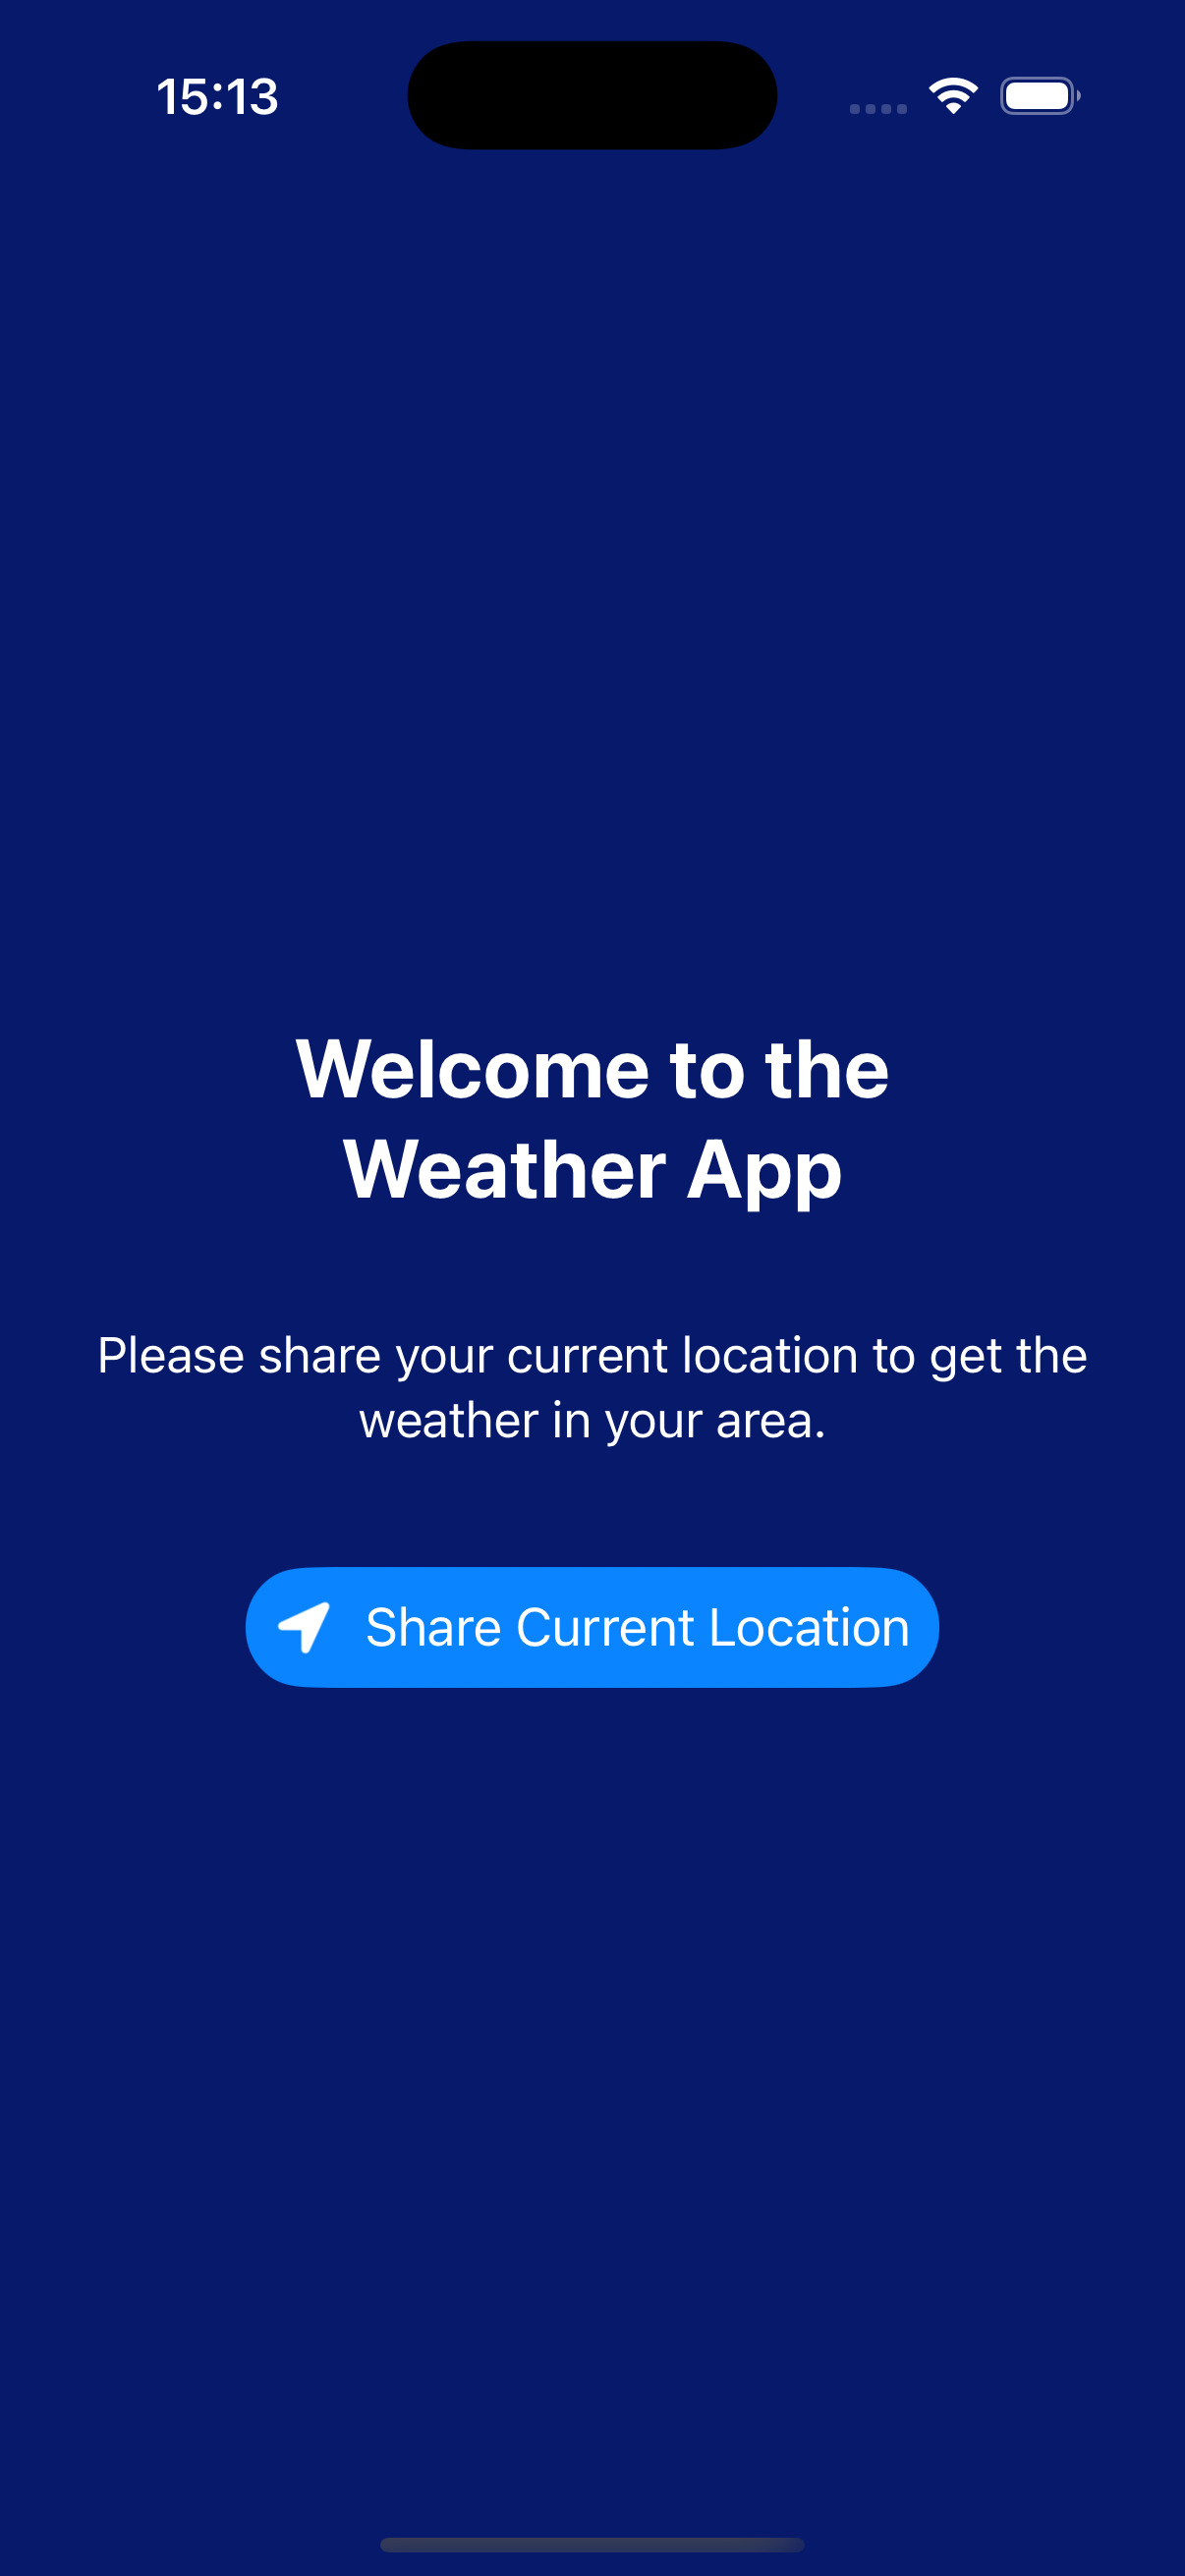 15:13
Welcome to the
Weather App
Please share your current location to get the
weather in your area.
Share Current Location